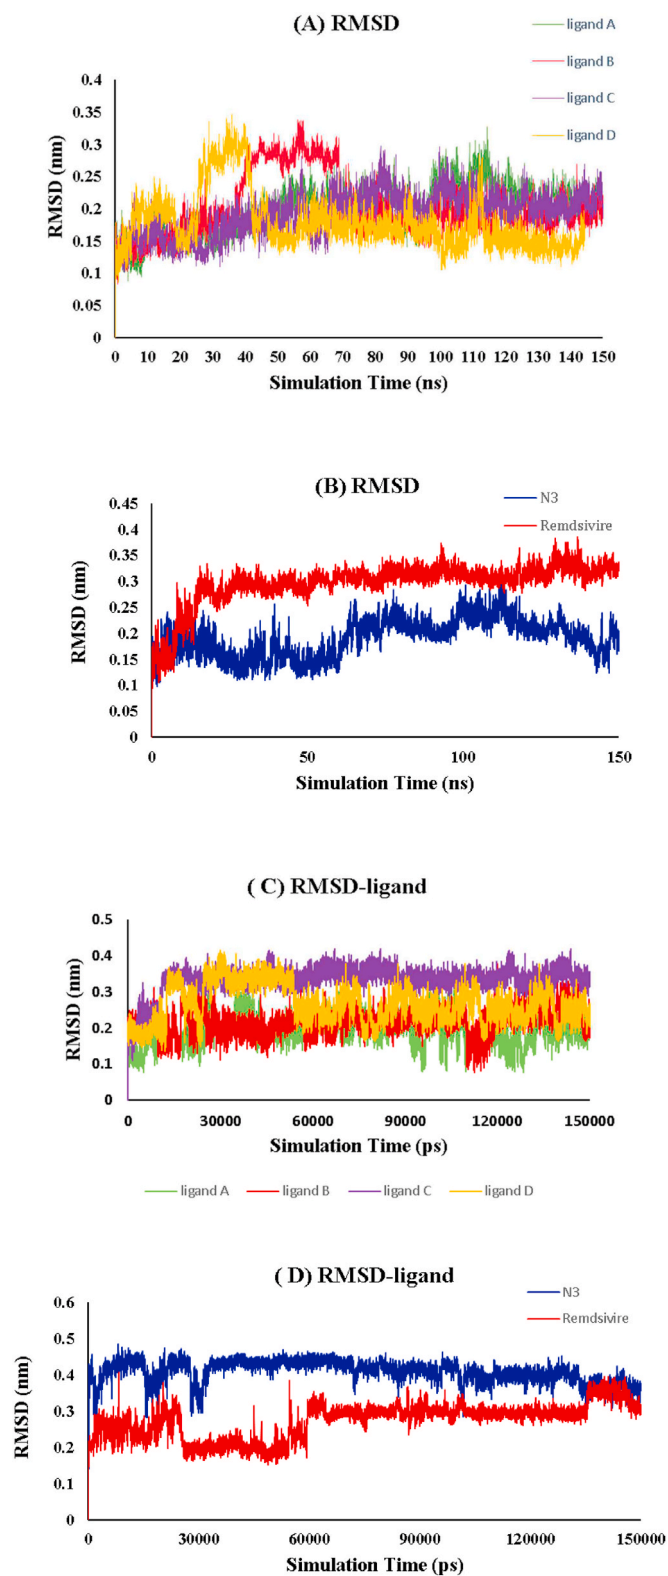 (A) RMSD
ligand A
ligand B
ligand C
ligand D
0.4
0.35
0.3
0.25
0.2
0.15
0.1
0.05
0
RMSD (nm)
0 10 20 30 40 50 60 70 80 90 100 110 120 130 140 150
Simulation Time (ns)
(B) RMSD
N3
Remdsivire
0.45
0.4
0.35
0.3
0.25
0.2
0.15
0.1
0.05
0
RMSD (nm)
0 50 100 150
Simulation Time (ns)
( C) RMSD-ligand
0.5
0.4
0.3
0.2
0.1
0
RMSD (nm)
0 30000 60000 90000 120000 150000
Simulation Time (ps)
ligand A ligand B ligand C ligand D
( D) RMSD-ligand
N3
Remdsivire
0.6
0.5
0.4
0.3
0.2
0.1
0
RMSD (nm)
0 30000 60000 90000 120000 150000
Simulation Time (ps)